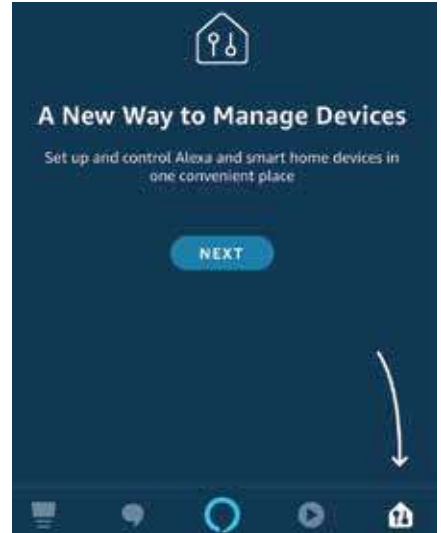 A New Way to Manage Devices
Set up and control Alexa and smart home devices in
one convenient place
NEXT